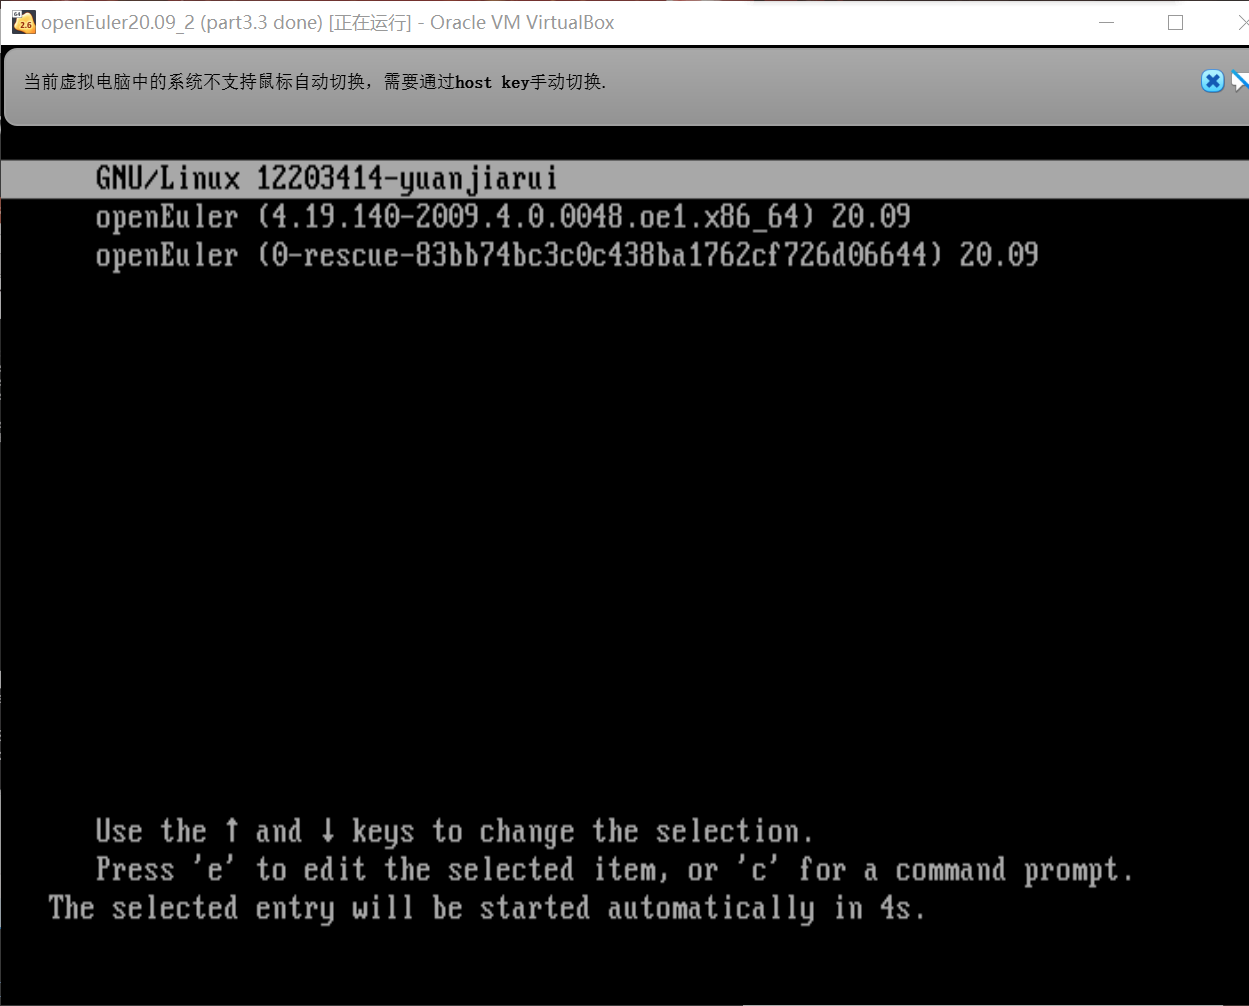 openEuler20.09_2 (part3.3 done) [正在运行] - Oracle VM VirtualBox
当前虚拟电脑中的系统不支持鼠标自动切换，需要通过host key手动切换.
GNU/Linux 12203414-yuanjiarui
openEuler (4.19.140-2009.4.0.0048.oe1.x86_64) 20.09
openEuler (0-rescue-83bb74bc3c0c438ba1762cf726d06644) 20.09
Use the ↑ and ↓ keys to change the selection.
Press 'e' to edit the selected item, or 'c' for a command prompt.
The selected entry will be started automatically in 4s.